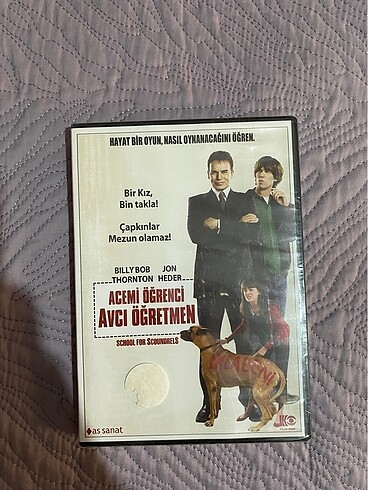 HAYAT BİR OYUN, NASIL OYNANACAĞINI ÖĞREN.
Bir Kız,
Bin takla!
Çapkınlar
Mezun olamaz!
BILLY BOB JON
THORNTON HEDER
ACEMİ ÖĞRENCİ
AVCI ÖĞRETMEN
SCHOOL FOR SCOUNDRELS
as sanat